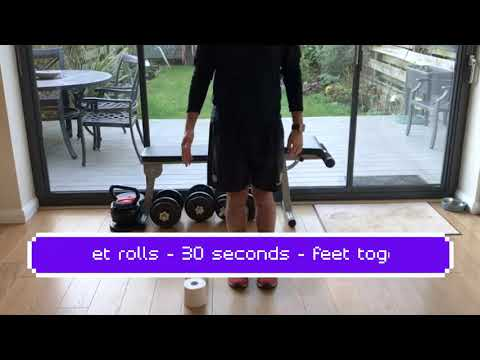 et rolls - 30 seconds - feet tog